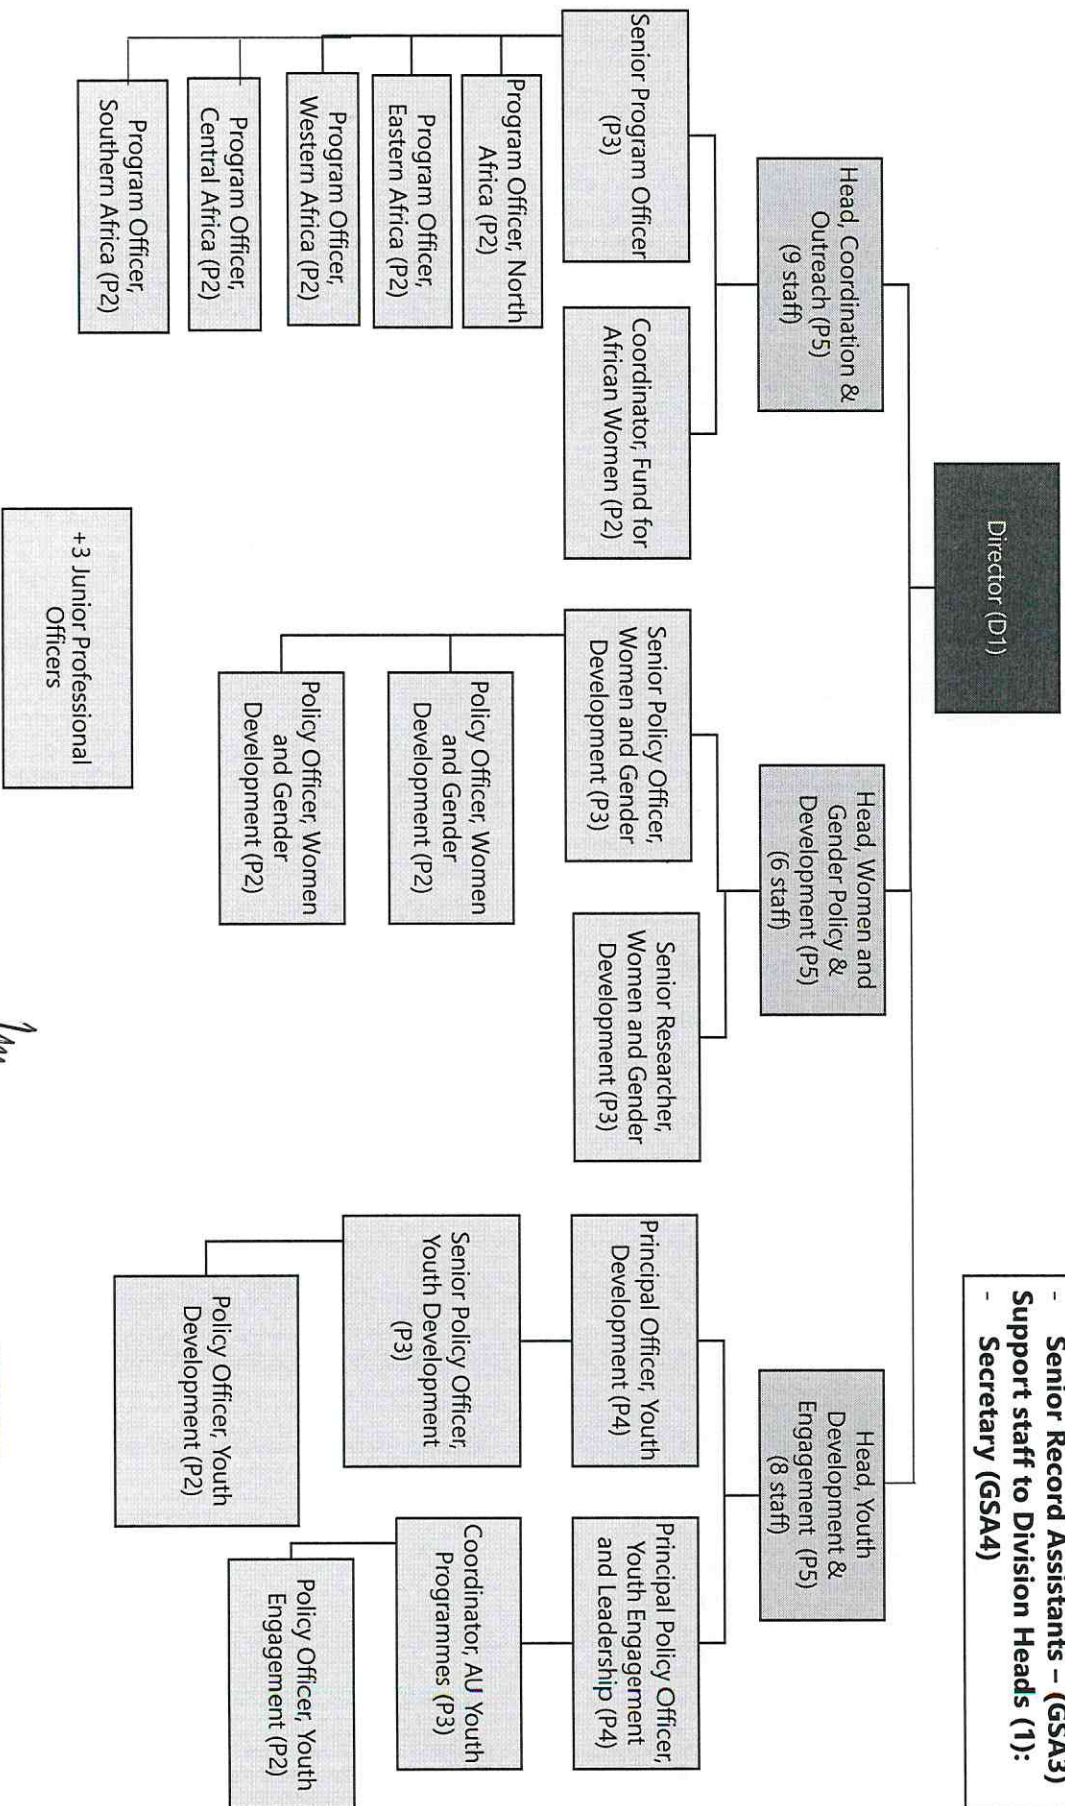 - Senior Record Assistants – (GSA3)
Support staff to Division Heads (1):
- Secretary (GSA4)
Director (D1)
Head, Coordination &
Outreach (P5)
(9 staff)
Head, Women and
Gender Policy &
Development (P5)
(6 staff)
Head, Youth
Development &
Engagement (P5)
(8 staff)
Senior Program Officer
(P3)
Coordinator, Fund for
African Women (P2)
Senior Policy Officer,
Women and Gender
Development (P3)
Senior Researcher,
Women and Gender
Development (P3)
Principal Officer, Youth
Development (P4)
Principal Policy Officer,
Youth Engagement
and Leadership (P4)
Program Officer, North
Africa (P2)
Program Officer,
Eastern Africa (P2)
Program Officer,
Western Africa (P2)
Program Officer,
Central Africa (P2)
Program Officer,
Southern Africa (P2)
Policy Officer, Women
and Gender
Development (P2)
Policy Officer, Women
and Gender
Development (P2)
Senior Policy Officer,
Youth Development
(P3)
Coordinator, AU Youth
Programmes (P3)
Policy Officer, Youth
Development (P2)
Policy Officer, Youth
Engagement (P2)
+3 Junior Professional
Officers